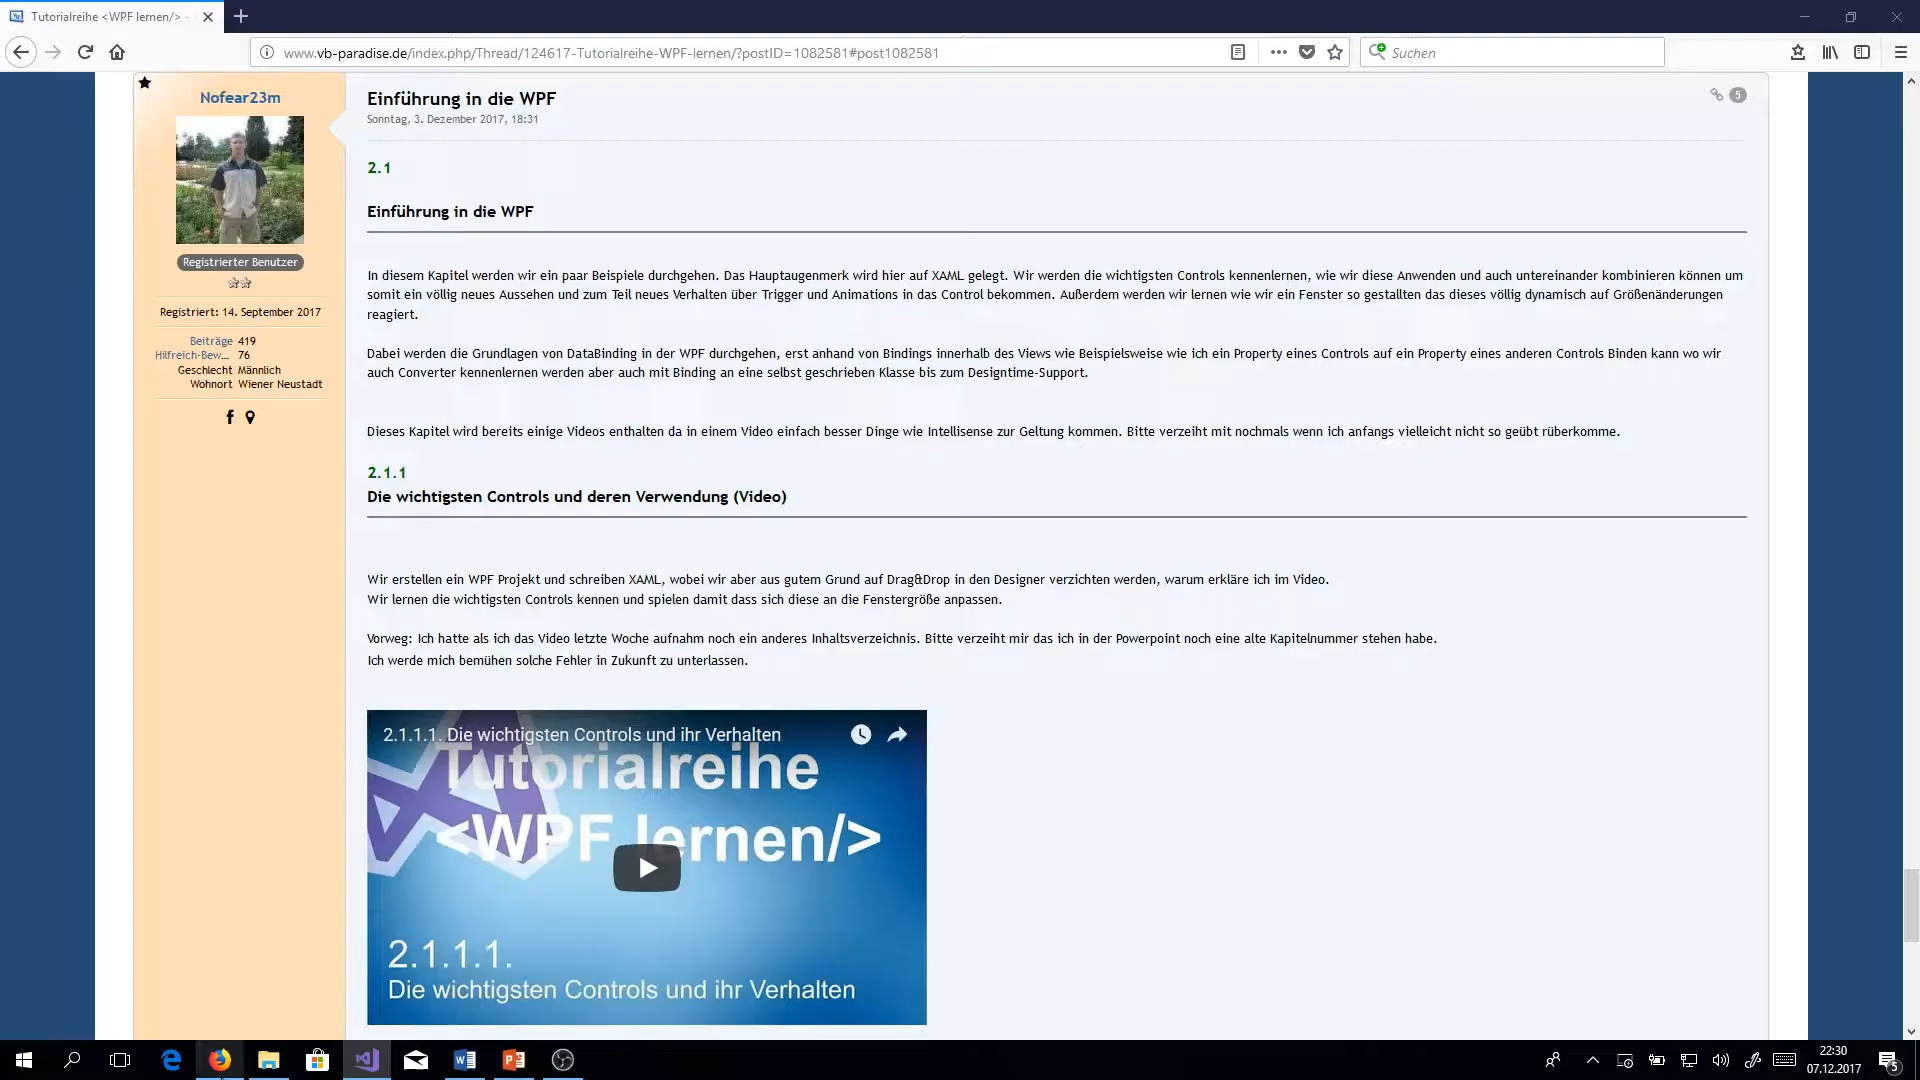 Tutorialreihe <WPF lernen/> -
www.vb-paradise.de/index.php/Thread/124617-Tutorialreihe-WPF-lernen/?postID=1082581#post1082581
Suchen
Nofear23m
Registrierter Benutzer
Registriert: 14. September 2017
Beiträge 419
Hilfreich-Bew... 76
Geschlecht Männlich
Wohnort Wiener Neustadt
Einführung in die WPF
5
Sonntag, 3. Dezember 2017, 18:31
2.1
Einführung in die WPF
In diesem Kapitel werden wir ein paar Beispiele durchgehen. Das Hauptaugenmerk wird hier auf XAML gelegt. Wir werden die wichtigsten Controls kennenlernen, wie wir diese Anwenden und auch untereinander kombinieren können um
somit ein völlig neues Aussehen und zum Teil neues Verhalten über Trigger und Animations in das Control bekommen. Außerdem werden wir lernen wie wir ein Fenster so gestallten das dieses völlig dynamisch auf Größenänderungen
reagiert.
Dabei werden die Grundlagen von DataBinding in der WPF durchgehen, erst anhand von Bindings innerhalb des Views wie Beispielsweise wie ich ein Property eines Controls auf ein Property eines anderen Controls Binden kann wo wir
auch Converter kennenlernen werden aber auch mit Binding an eine selbst geschrieben Klasse bis zum Designtime-Support.
Dieses Kapitel wird bereits einige Videos enthalten da in einem Video einfach besser Dinge wie Intellisense zur Geltung kommen. Bitte verzeiht mit nochmals wenn ich anfangs vielleicht nicht so geübt rüberkomme.
2.1.1
Die wichtigsten Controls und deren Verwendung (Video)
Wir erstellen ein WPF Projekt und schreiben XAML, wobei wir aber aus gutem Grund auf Drag&Drop in den Designer verzichten werden, warum erkläre ich im Video.
Wir lernen die wichtigsten Controls kennen und spielen damit dass sich diese an die Fenstergröße anpassen.
Vorweg: Ich hatte als ich das Video letzte Woche aufnahm noch ein anderes Inhaltsverzeichnis. Bitte verzeiht mir das ich in der Powerpoint noch eine alte Kapitelnummer stehen habe.
Ich werde mich bemühen solche Fehler in Zukunft zu unterlassen.
2.1.1.1. Die wichtigsten Controls und ihr Verhalten
Tutorialreihe
<WPF lernen/>
2.1.1.1.
Die wichtigsten Controls und ihr Verhalten
22:30
07.12.2017
5